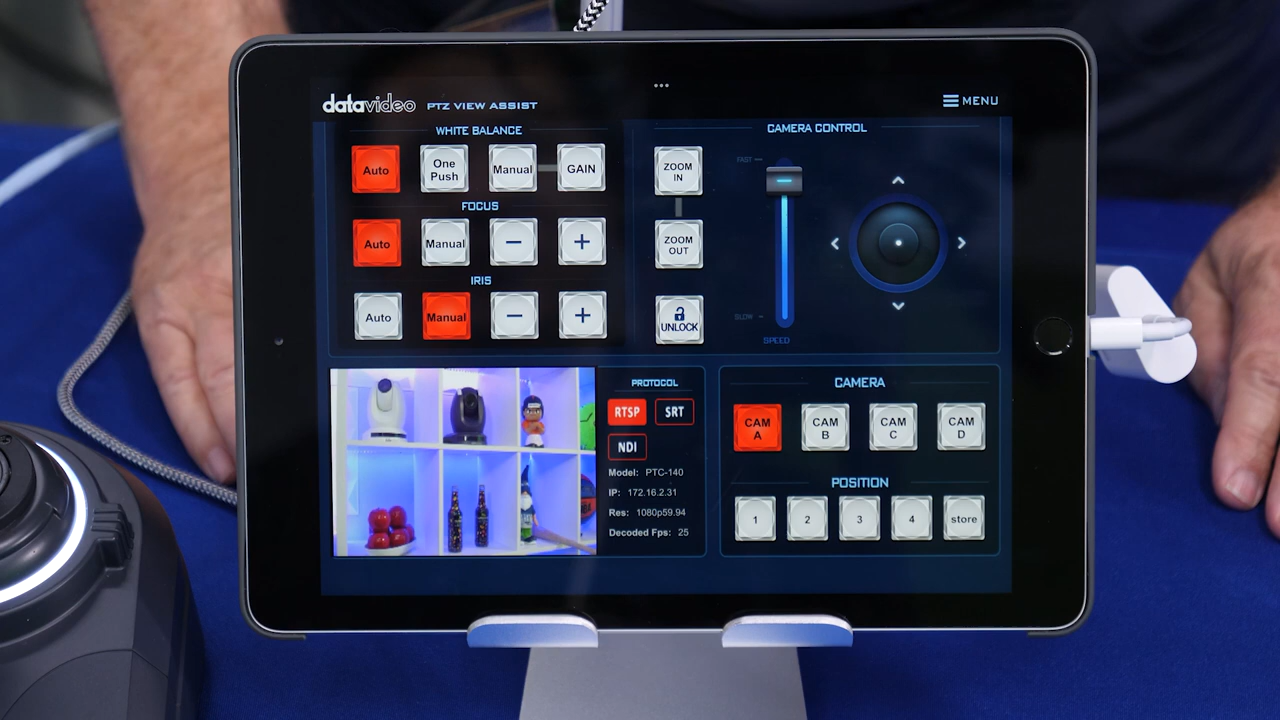 datavideo PTZ VIEW ASSIST
MENU
WHITE BALANCE
Auto
One Push
Manual
GAIN
FOCUS
Auto
Manual
−
+
IRIS
Auto
Manual
−
+
CAMERA CONTROL
ZOOM IN
FAST
ZOOM OUT
UNLOCK
SLOW
SPEED
PROTOCOL
RTSP
SRT
NDI
Model: PTC-140
IP: 172.16.2.31
Res: 1080p59.94
Decoded Fps: 25
CAMERA
CAM A
CAM B
CAM C
CAM D
POSITION
1
2
3
4
store